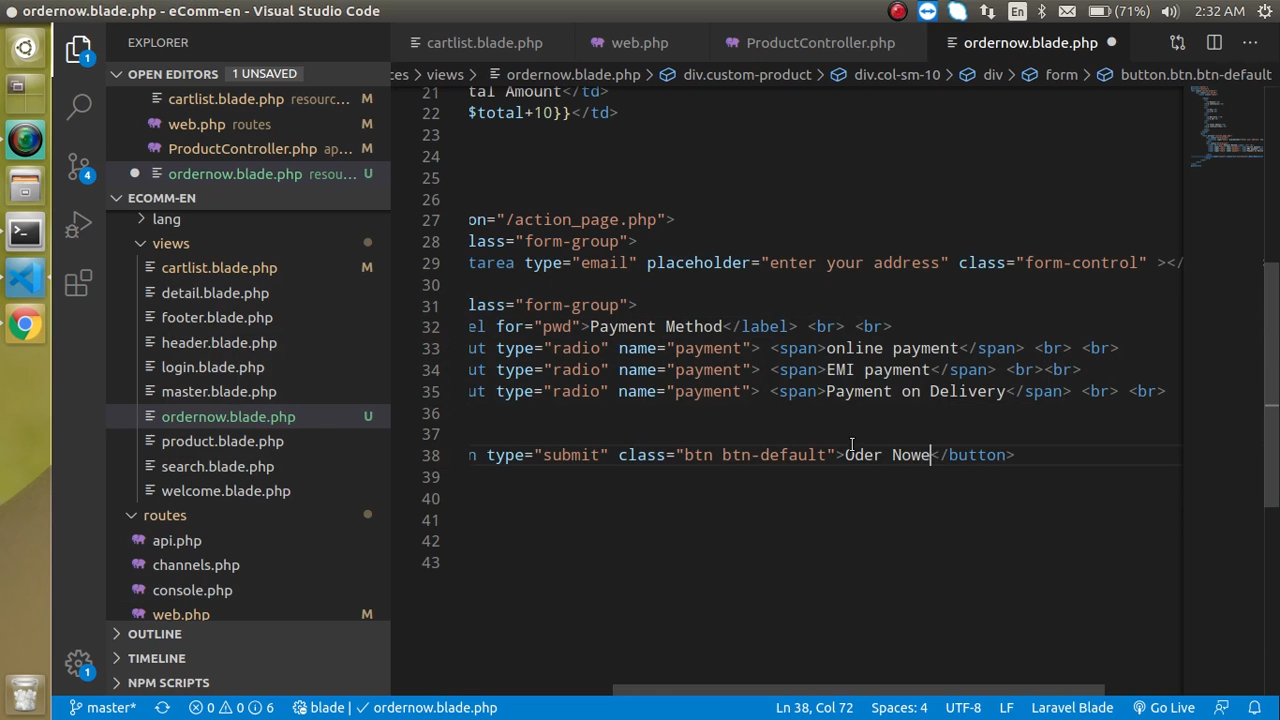 ordernow.blade.php - eComm-en - Visual Studio Code
En
(71%)
2:32 AM
EXPLORER
cartlist.blade.php
web.php
ProductController.php
ordernow.blade.php
OPEN EDITORS
1 UNSAVED
ces > views > ordernow.blade.php > div.custom-product > div.col-sm-10 > div > form > button.btn.btn-default
cartlist.blade.php resourc... M
web.php routes M
ProductController.php ap... M
ordernow.blade.php resou... U
ECOMM-EN
lang
views
cartlist.blade.php M
detail.blade.php
footer.blade.php
header.blade.php
login.blade.php
master.blade.php
ordernow.blade.php U
product.blade.php
search.blade.php
welcome.blade.php
routes
api.php
channels.php
console.php
web.php M
OUTLINE
TIMELINE
NPM SCRIPTS
1
4
1
21 tal Amount</td>
22 $total+10}}</td>
23
24
25
26
27 on="/action_page.php">
28 lass="form-group">
29 tarea type="email" placeholder="enter your address" class="form-control" ></
30
31 lass="form-group">
32 el for="pwd">Payment Method</label> <br> <br>
33 ut type="radio" name="payment"> <span>online payment</span> <br> <br>
34 ut type="radio" name="payment"> <span>EMI payment</span> <br><br>
35 ut type="radio" name="payment"> <span>Payment on Delivery</span> <br> <br>
36
37
38 n type="submit" class="btn btn-default">Oder Nowe</button>
39
40
41
42
43
master*
0 0 6
blade
ordernow.blade.php
Ln 38, Col 72
Spaces: 4
UTF-8
LF
Laravel Blade
Go Live